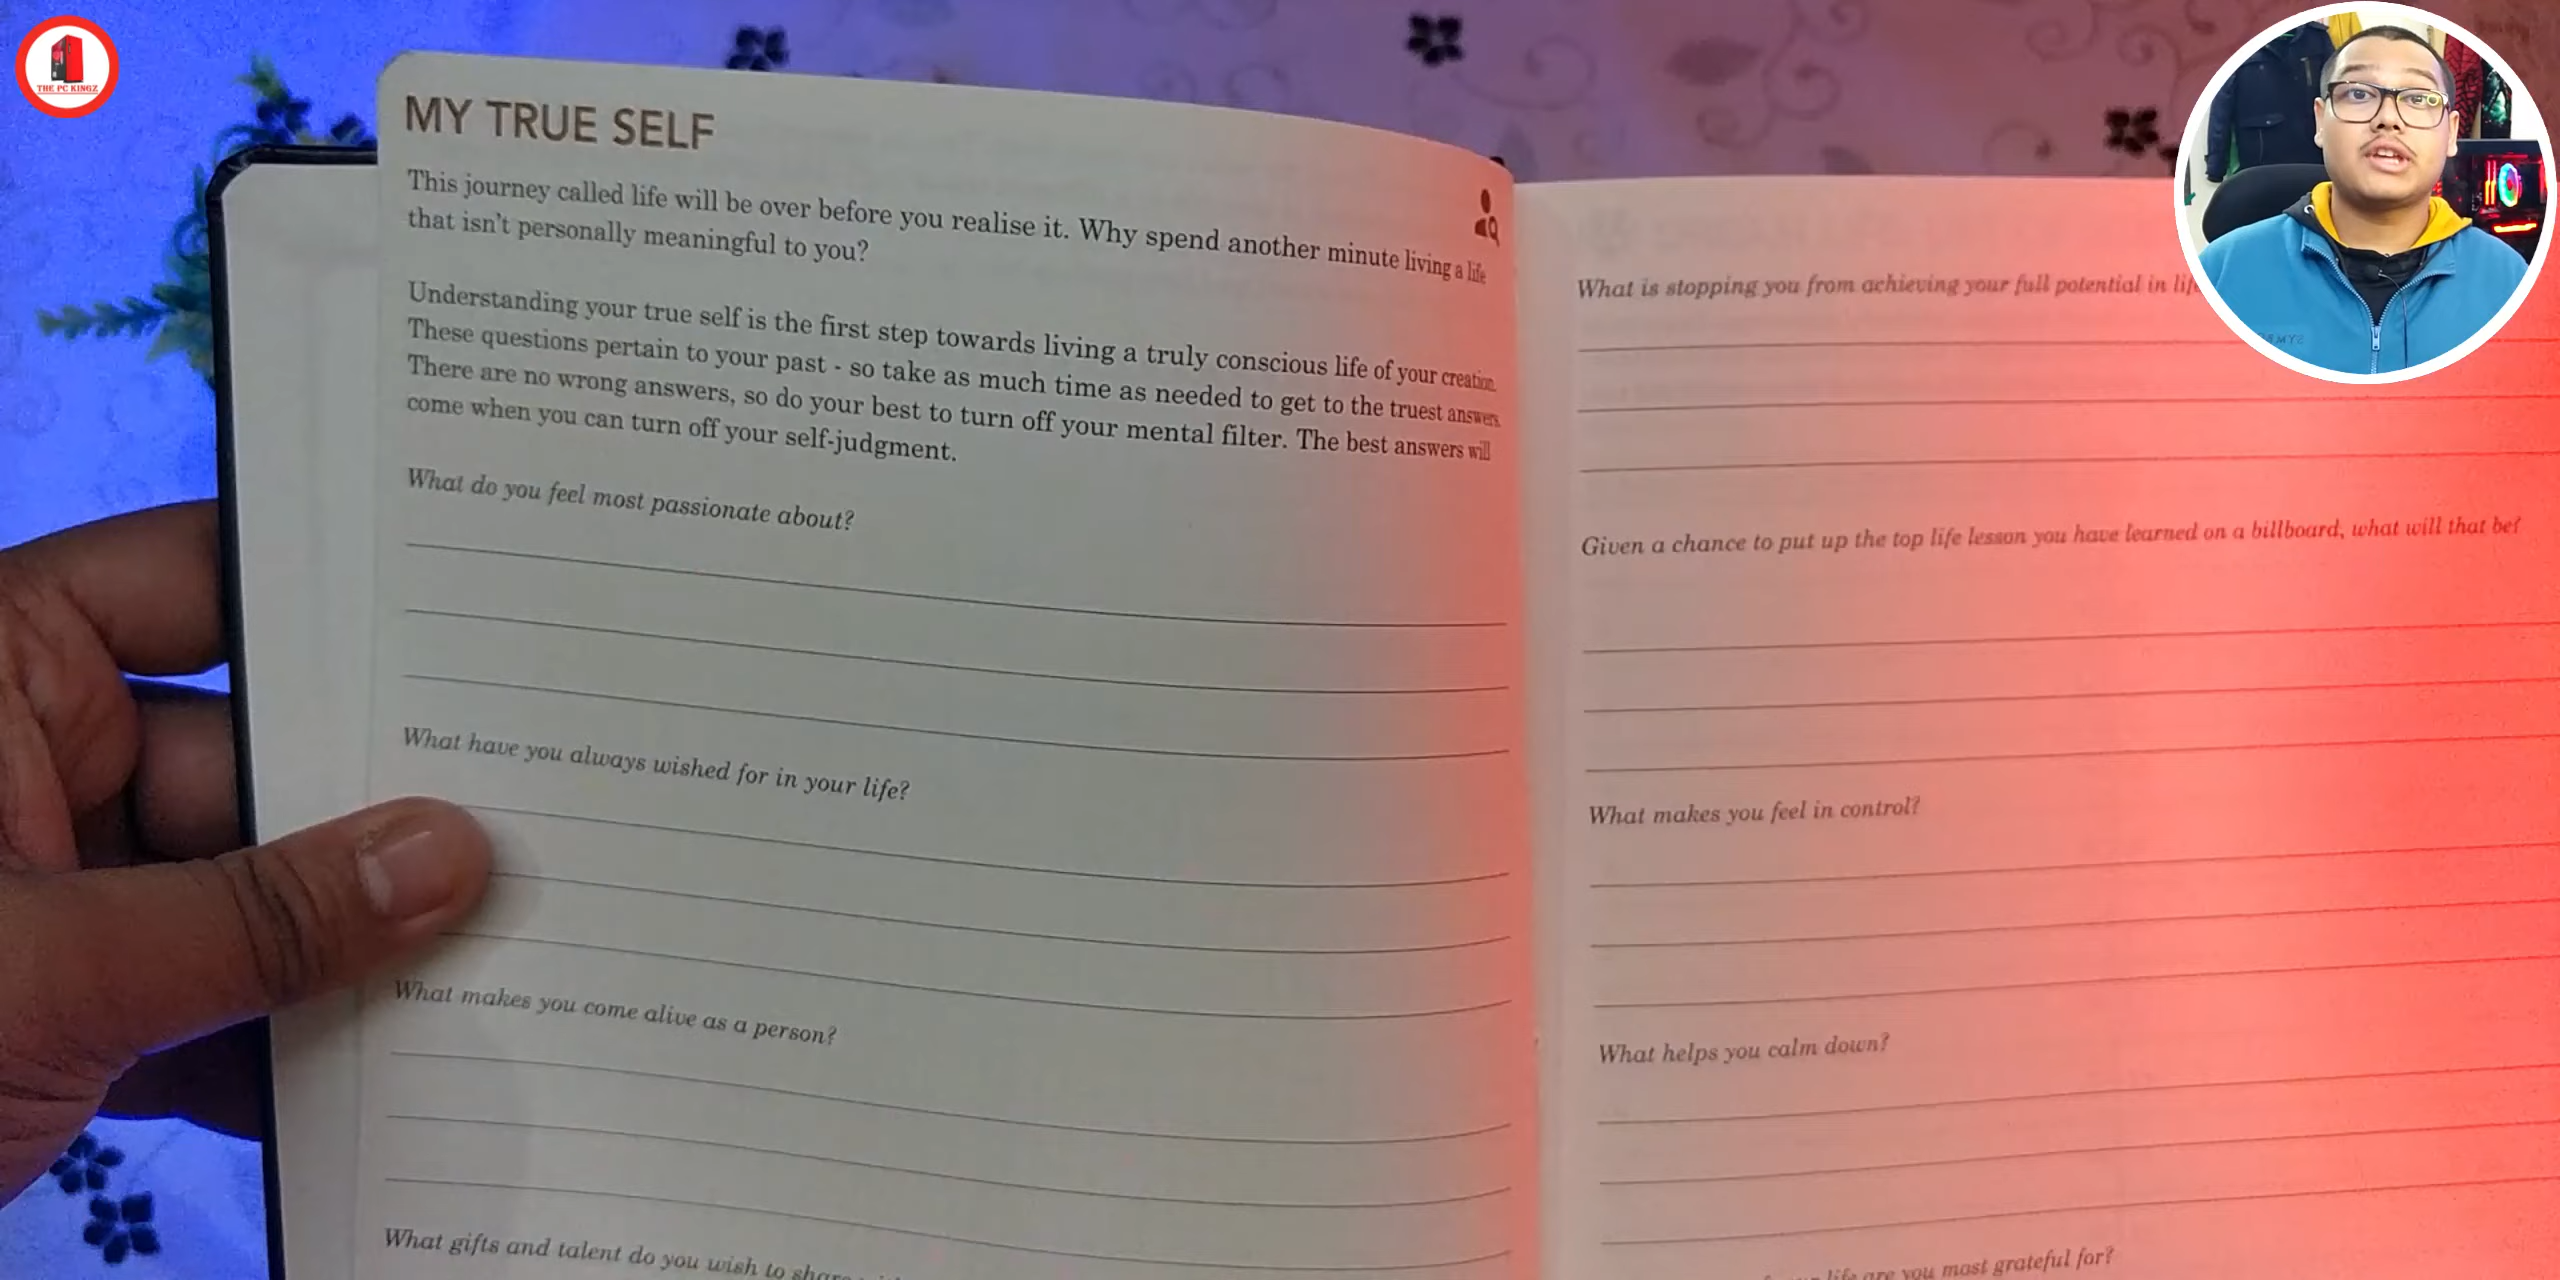 THE PC KINGZ
MY TRUE SELF
This journey called life will be over before you realise it. Why spend another minute living a life
that isn't personally meaningful to you?
Understanding your true self is the first step towards living a truly conscious life of your creation.
These questions pertain to your past - so take as much time as needed to get to the truest answers.
There are no wrong answers, so do your best to turn off your mental filter. The best answers will
come when you can turn off your self-judgment.
What do you feel most passionate about?
What have you always wished for in your life?
What makes you come alive as a person?
What gifts and talent do you wish to
What is stopping you from achieving your full potential in
Given a chance to put up the top life lesson you have learned on a billboard, what will that be?
What makes you feel in control?
What helps you calm down?
life are you most grateful for?